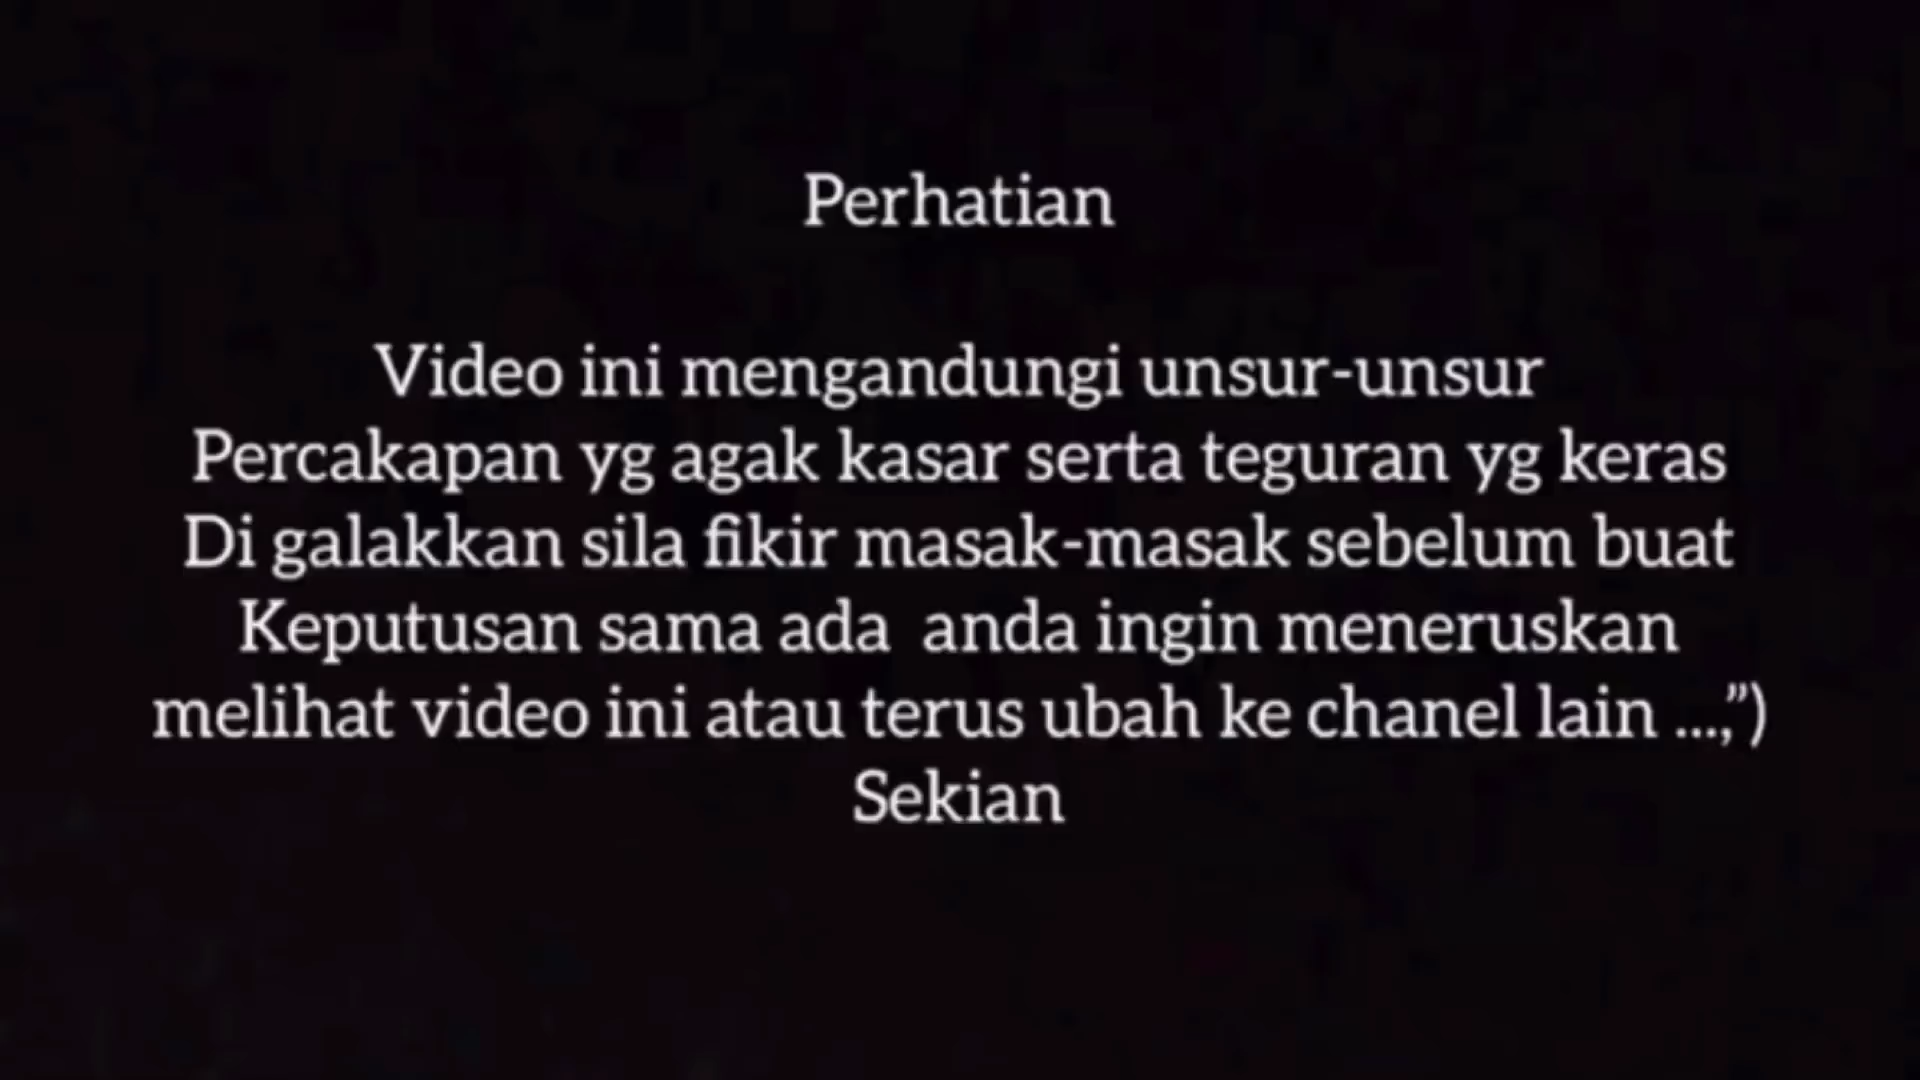 Perhatian
Video ini mengandungi unsur-unsur
Percakapan yg agak kasar serta teguran yg keras
Di galakkan sila fikir masak-masak sebelum buat
Keputusan sama ada  anda ingin meneruskan
melihat video ini atau terus ubah ke chanel lain ...,”)
Sekian